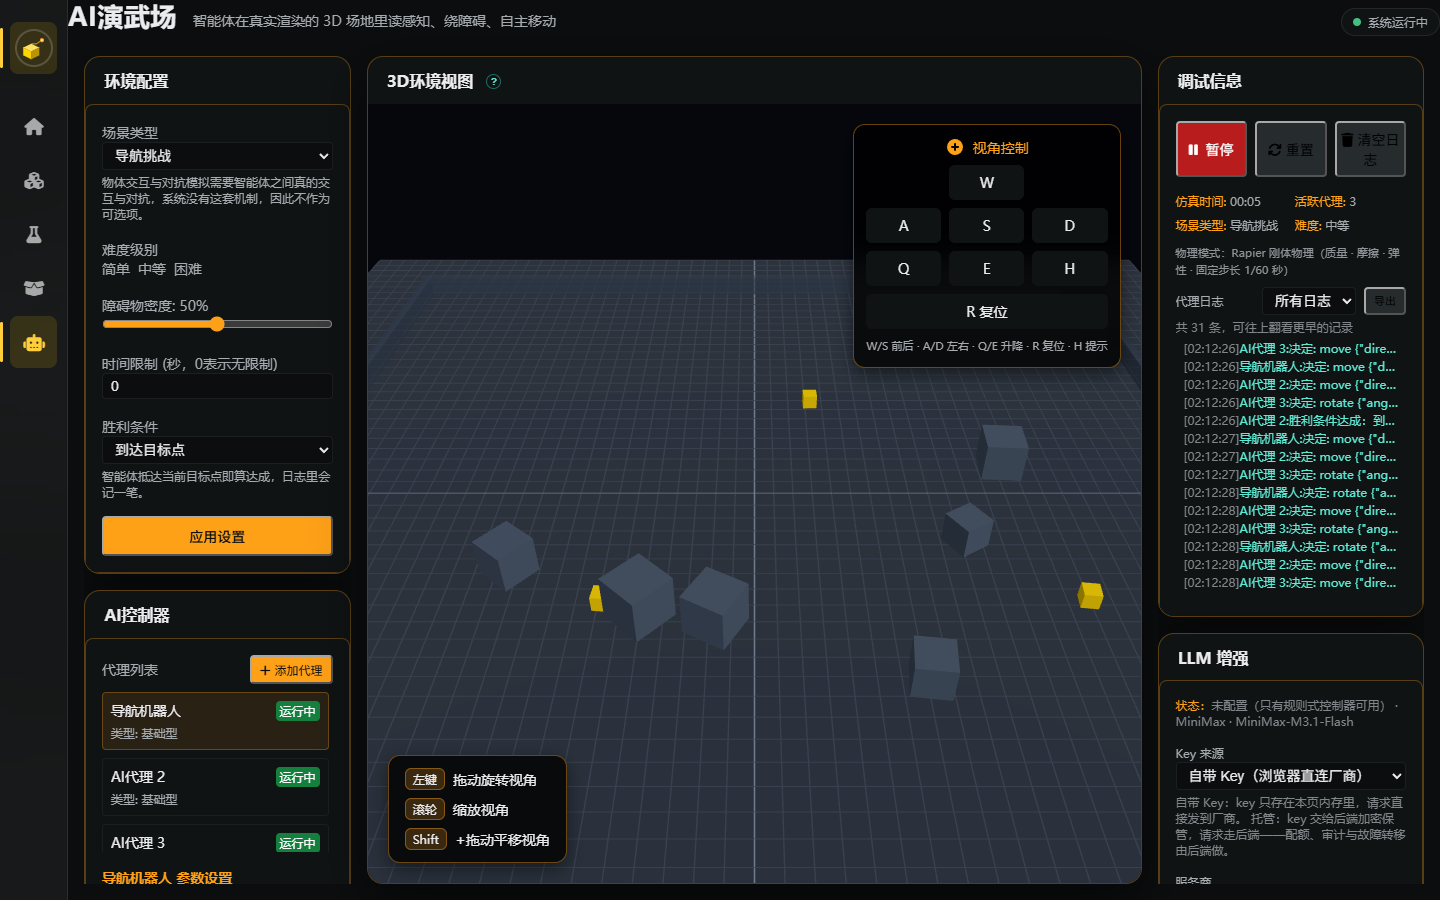 AI演武场
智能体在真实渲染的 3D 场地里读感知、绕障碍、自主移动
系统运行中
环境配置
场景类型
导航挑战
物体交互与对抗模拟需要智能体之间真的交
互与对抗，系统没有这套机制，因此不作为
可选项。
难度级别
简单 中等 困难
障碍物密度: 50%
时间限制 (秒，0表示无限制)
0
胜利条件
到达目标点
智能体抵达当前目标点即算达成，日志里会
记一笔。
应用设置
AI控制器
代理列表
添加代理
导航机器人
运行中
类型: 基础型
AI代理 2
运行中
类型: 基础型
AI代理 3
运行中
导航机器人 参数设置
3D环境视图
?
视角控制
W
A
S
D
Q
E
H
R 复位
W/S 前后 · A/D 左右 · Q/E 升降 · R 复位 · H 提示
左键 拖动旋转视角
滚轮 缩放视角
Shift +拖动平移视角
调试信息
暂停
重置
清空日
志
仿真时间: 00:05
活跃代理: 3
场景类型: 导航挑战
难度: 中等
物理模式：Rapier 刚体物理（质量 · 摩擦 · 弹
性 · 固定步长 1/60 秒）
代理日志
所有日志
导出
共 31 条，可往上翻看更早的记录
[02:12:26]AI代理 3:决定: move {"dire...
[02:12:26]导航机器人:决定: move {"d...
[02:12:26]AI代理 2:决定: move {"dire...
[02:12:26]AI代理 3:决定: rotate {"ang...
[02:12:26]AI代理 2:胜利条件达成：到...
[02:12:27]导航机器人:决定: move {"d...
[02:12:27]AI代理 2:决定: move {"dire...
[02:12:27]AI代理 3:决定: rotate {"ang...
[02:12:28]导航机器人:决定: rotate {"a...
[02:12:28]AI代理 2:决定: move {"dire...
[02:12:28]AI代理 3:决定: rotate {"ang...
[02:12:28]导航机器人:决定: rotate {"a...
[02:12:28]AI代理 2:决定: move {"dire...
[02:12:28]AI代理 3:决定: move {"dire...
LLM 增强
状态：未配置（只有规则式控制器可用） ·
MiniMax · MiniMax-M3.1-Flash
Key 来源
自带 Key（浏览器直连厂商）
自带 Key：key 只存在本页内存里，请求直
接发到厂商。 托管：key 交给后端加密保
管，请求走后端——配额、审计与故障转移
由后端做。
服务商